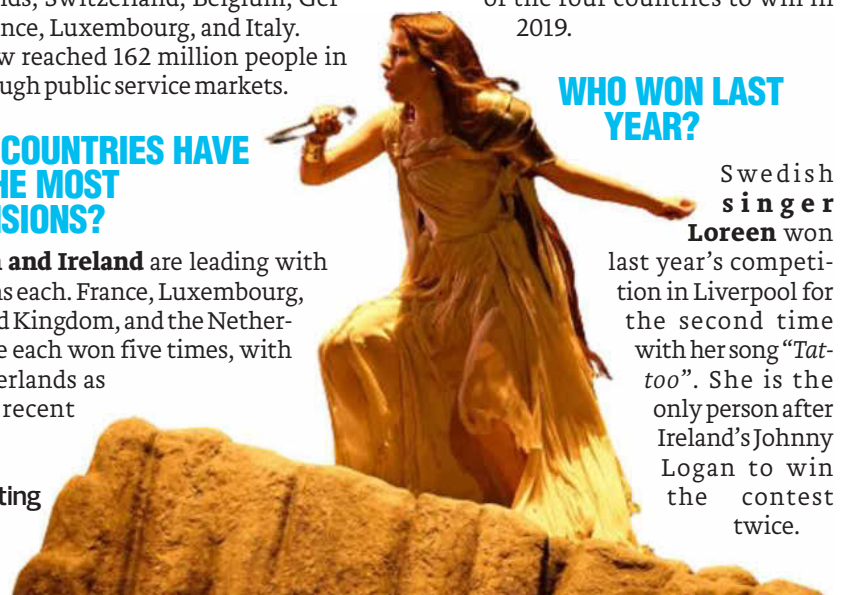 Switzerland, Belgium, Ger-
nce, Luxembourg, and Italy.
w reached 162 million people in
ugh public service markets.
COUNTRIES HAVE
HE MOST
SIONS?
and Ireland are leading with
s each. France, Luxembourg,
d Kingdom, and the Nether-
e each won five times, with
erlands as
recent
ting
of the four countries to win in
2019.
WHO WON LAST
YEAR?
Swedish
singer
Loreen won
last year's competi-
tion in Liverpool for
the second time
with her song “Tat-
too”. She is the
only person after
Ireland's Johnny
Logan to win
the contest
twice.